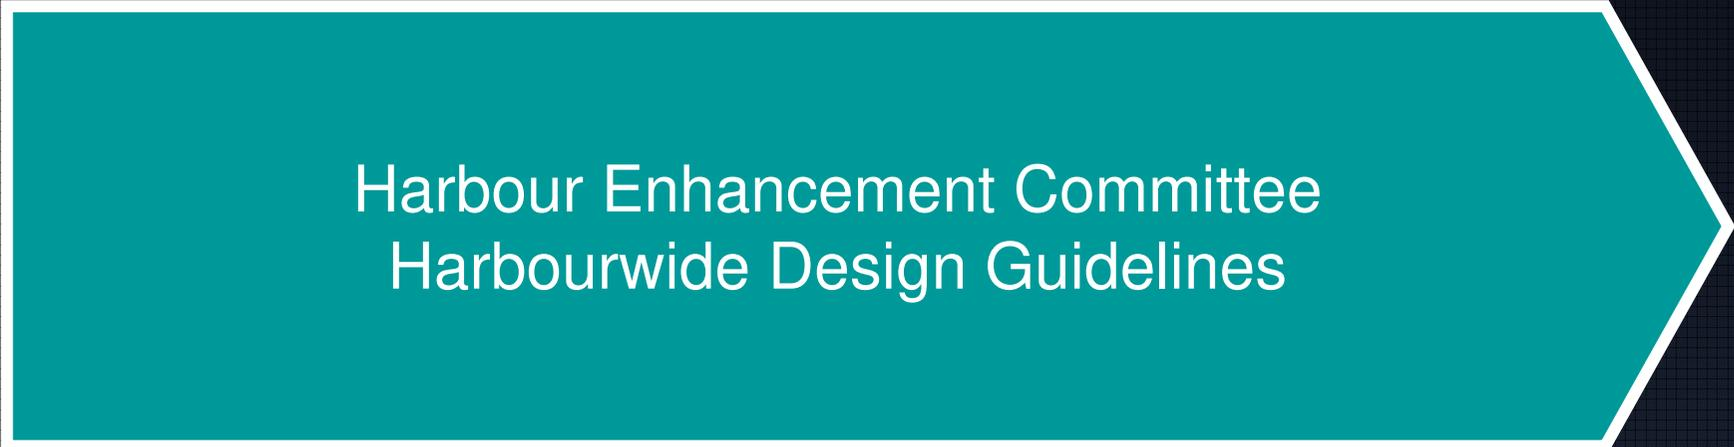 Harbour Enhancement Committee
Harbourwide Design Guidelines